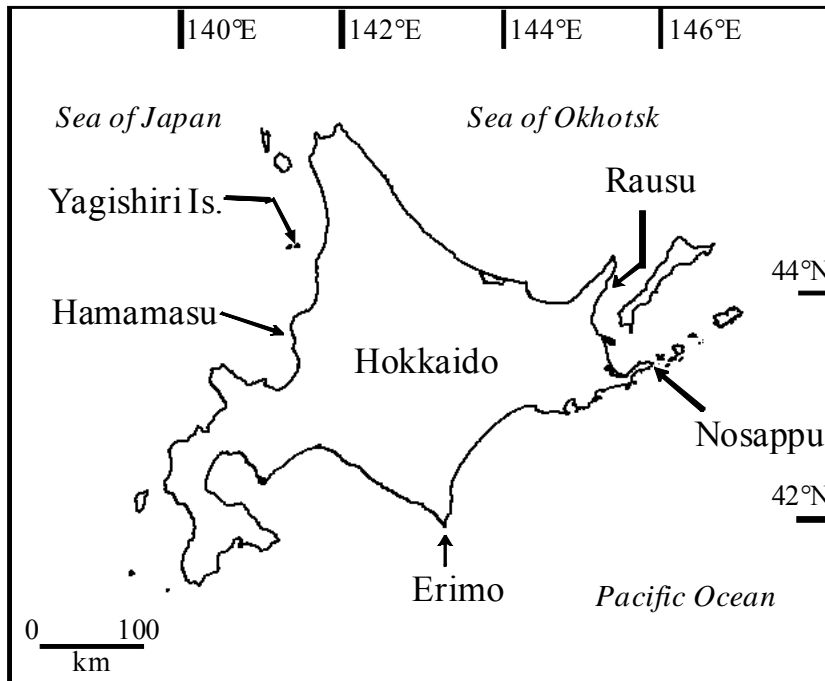 140°E 142°E 144°E 146°E
Sea of Japan
Sea of Okhotsk
Rausu
Yagishiri Is.
44°N
Hamamasu
Hokkaido
Nosappu
42°N
Erimo
Pacific Ocean
0 100
km